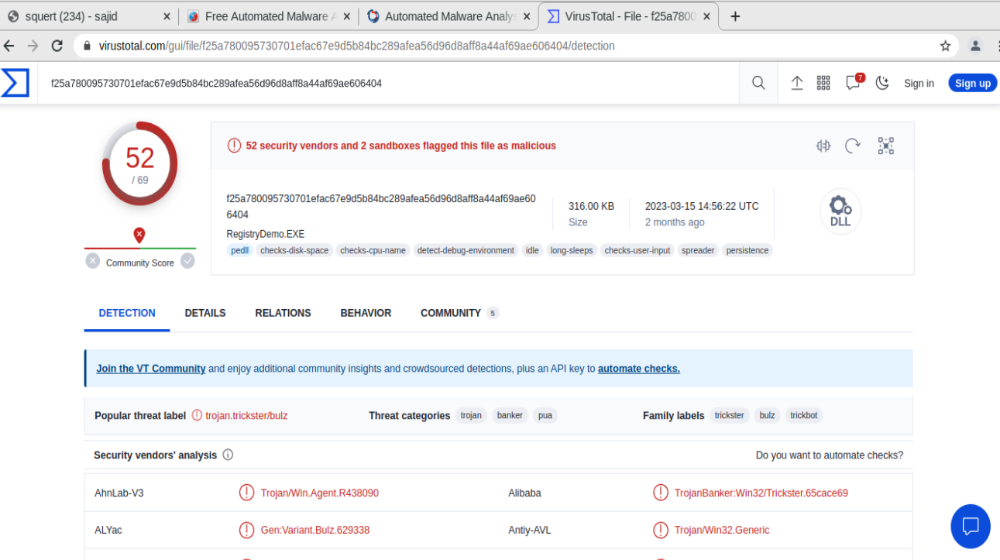 squert (234) - sajid
Free Automated Malware A
Automated Malware Analys
VirusTotal - File - f25a7800
virustotal.com/gui/file/f25a780095730701efac67e9d5b84bc289afea56d96d8aff8a44af69ae606404/detection
f25a780095730701efac67e9d5b84bc289afea56d96d8aff8a44af69ae606404
7
Sign in
Sign up
52
/ 69
Community Score
52 security vendors and 2 sandboxes flagged this file as malicious
f25a780095730701efac67e9d5b84bc289afea56d96d8aff8a44af69ae60
6404
RegistryDemo.EXE
316.00 KB
Size
2023-03-15 14:56:22 UTC
2 months ago
DLL
pedll checks-disk-space checks-cpu-name detect-debug-environment idle long-sleeps checks-user-input spreader persistence
DETECTION DETAILS RELATIONS BEHAVIOR COMMUNITY 5
Join the VT Community and enjoy additional community insights and crowdsourced detections, plus an API key to automate checks.
Popular threat label trojan.trickster/bulz Threat categories trojan banker pua Family labels trickster bulz trickbot
Security vendors' analysis Do you want to automate checks?
AhnLab-V3 Trojan/Win.Agent.R438090 Alibaba TrojanBanker:Win32/Trickster.65cace69
ALYac Gen:Variant.Bulz.629338 Antiy-AVL Trojan/Win32.Generic